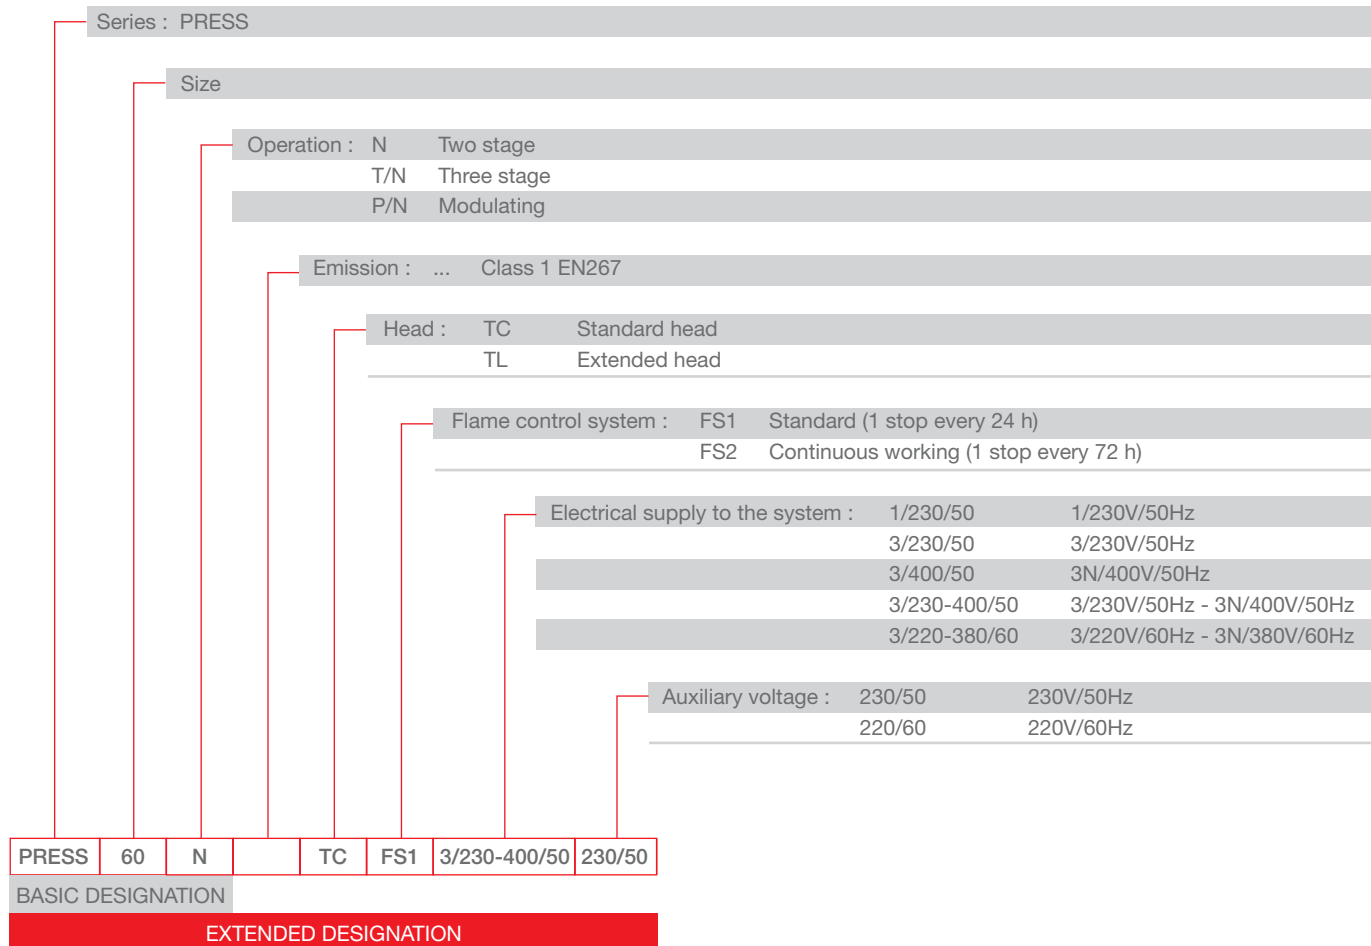 Series : PRESS
Size
Operation : N Two stage
T/N Three stage
P/N Modulating
Emission : ... Class 1 EN267
Head : TC Standard head
TL Extended head
Flame control system : FS1 Standard (1 stop every 24 h)
FS2 Continuous working (1 stop every 72 h)
Electrical supply to the system : 1/230/50 1/230V/50Hz
3/230/50 3/230V/50Hz
3/400/50 3N/400V/50Hz
3/230-400/50 3/230V/50Hz - 3N/400V/50Hz
3/220-380/60 3/220V/60Hz - 3N/380V/60Hz
Auxiliary voltage : 230/50 230V/50Hz
220/60 220V/60Hz
PRESS 60 N TC FS1 3/230-400/50 230/50
BASIC DESIGNATION
EXTENDED DESIGNATION